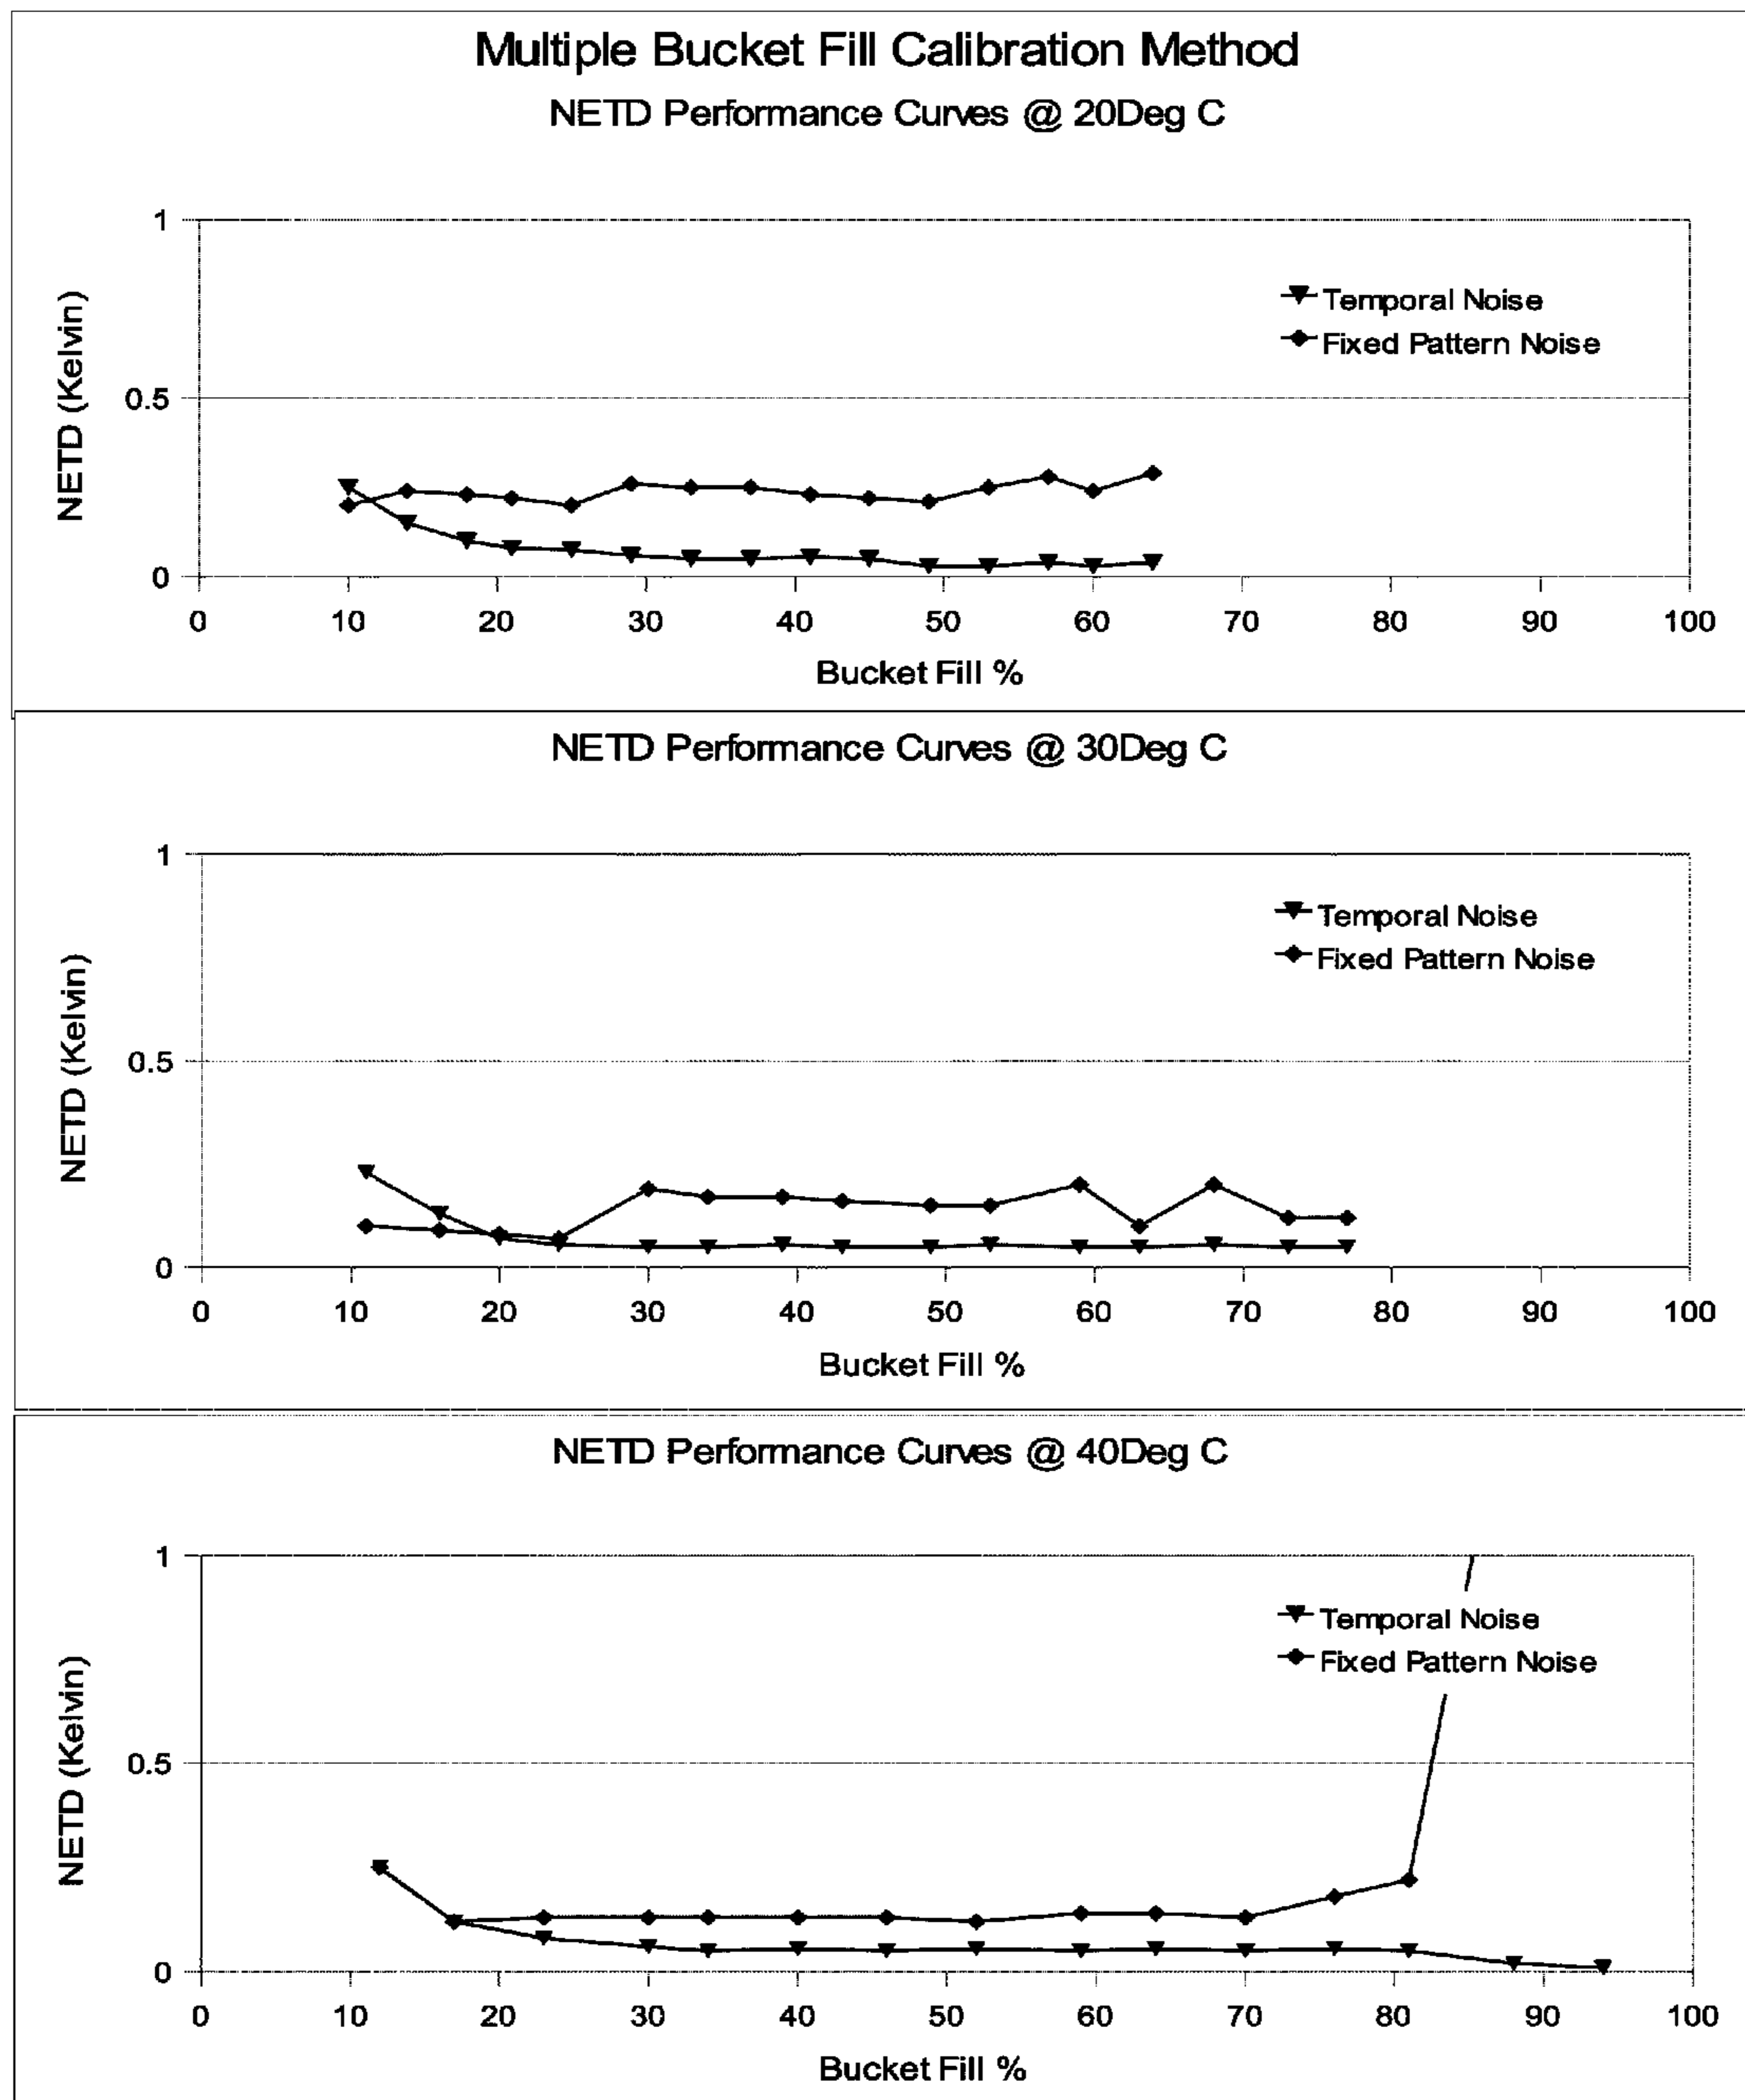 Multiple Bucket Fill Calibration Method
NETD Performance Curves @ 20Deg C
1
0.5
0
NETD (Kelvin)
Temporal Noise
Fixed Pattern Noise
0 10 20 30 40 50 60 70 80 90 100
Bucket Fill %
NETD Performance Curves @ 30Deg C
1
0.5
0
NETD (Kelvin)
Temporal Noise
Fixed Pattern Noise
0 10 20 30 40 50 60 70 80 90 100
Bucket Fill %
NETD Performance Curves @ 40Deg C
1
0.5
0
NETD (Kelvin)
Temporal Noise
Fixed Pattern Noise
0 10 20 30 40 50 60 70 80 90 100
Bucket Fill %